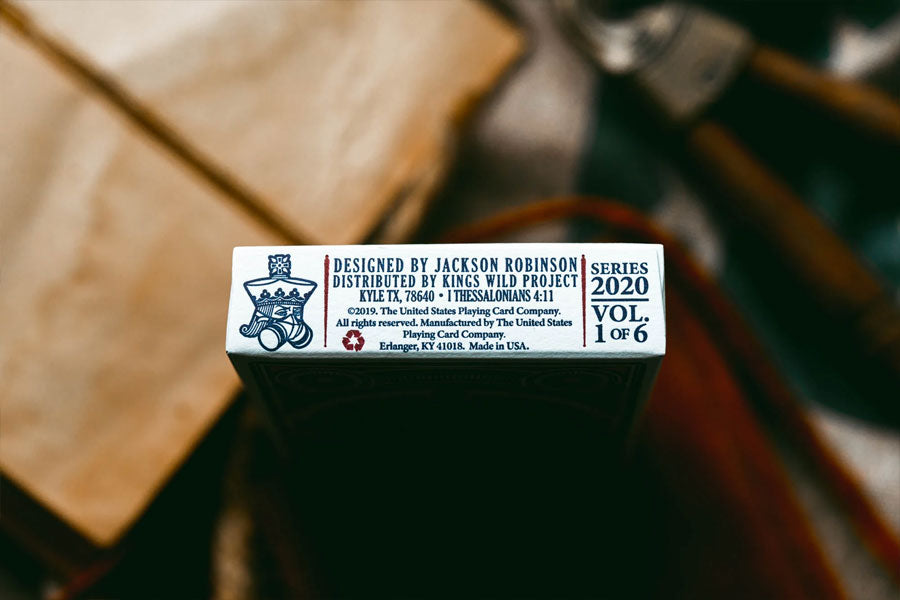 DESIGNED BY JACKSON ROBINSON
DISTRIBUTED BY KINGS WILD PROJECT
KYLE TX, 78640 • I THESSALONIANS 4:11
©2019. The United States Playing Card Company.
All rights reserved. Manufactured by The United States
Playing Card Company.
Erlanger, KY 41018. Made in USA.
SERIES
2020
VOL.
1 OF 6